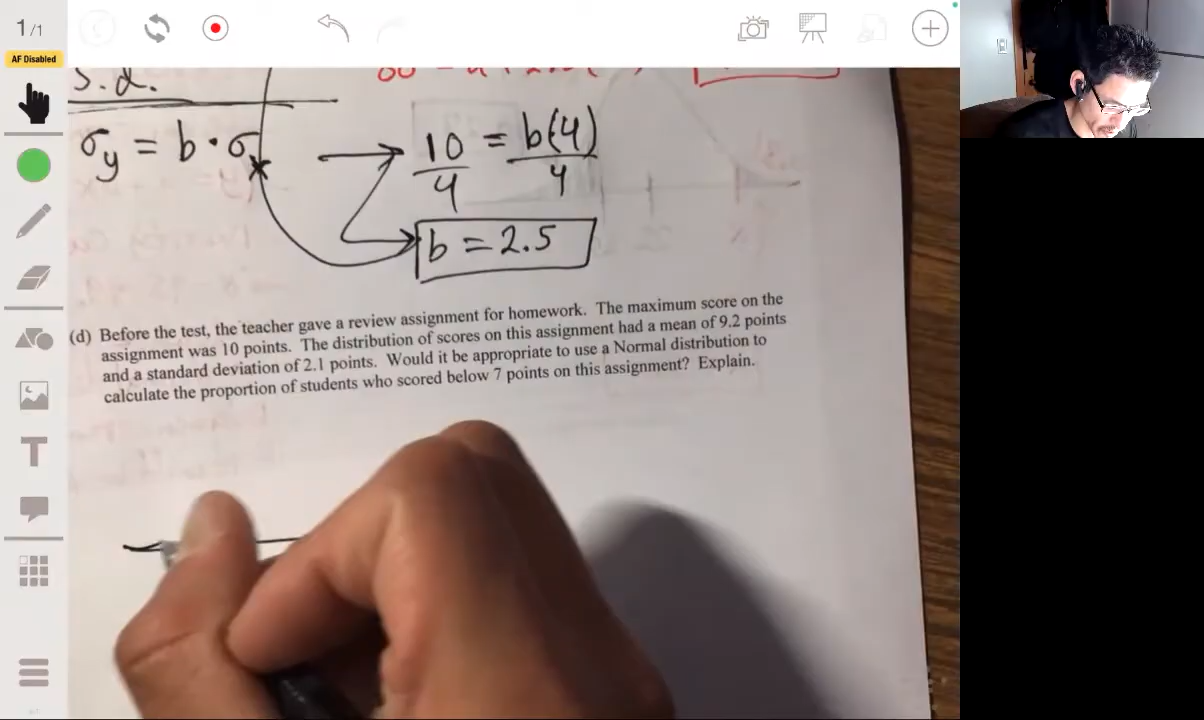 1/1
AF Disabled
s.d.
σy = b · σx
10/4 = b(4)/4
b = 2.5
(d) Before the test, the teacher gave a review assignment for homework. The maximum score on the
assignment was 10 points. The distribution of scores on this assignment had a mean of 9.2 points
and a standard deviation of 2.1 points. Would it be appropriate to use a Normal distribution to
calculate the proportion of students who scored below 7 points on this assignment? Explain.
T